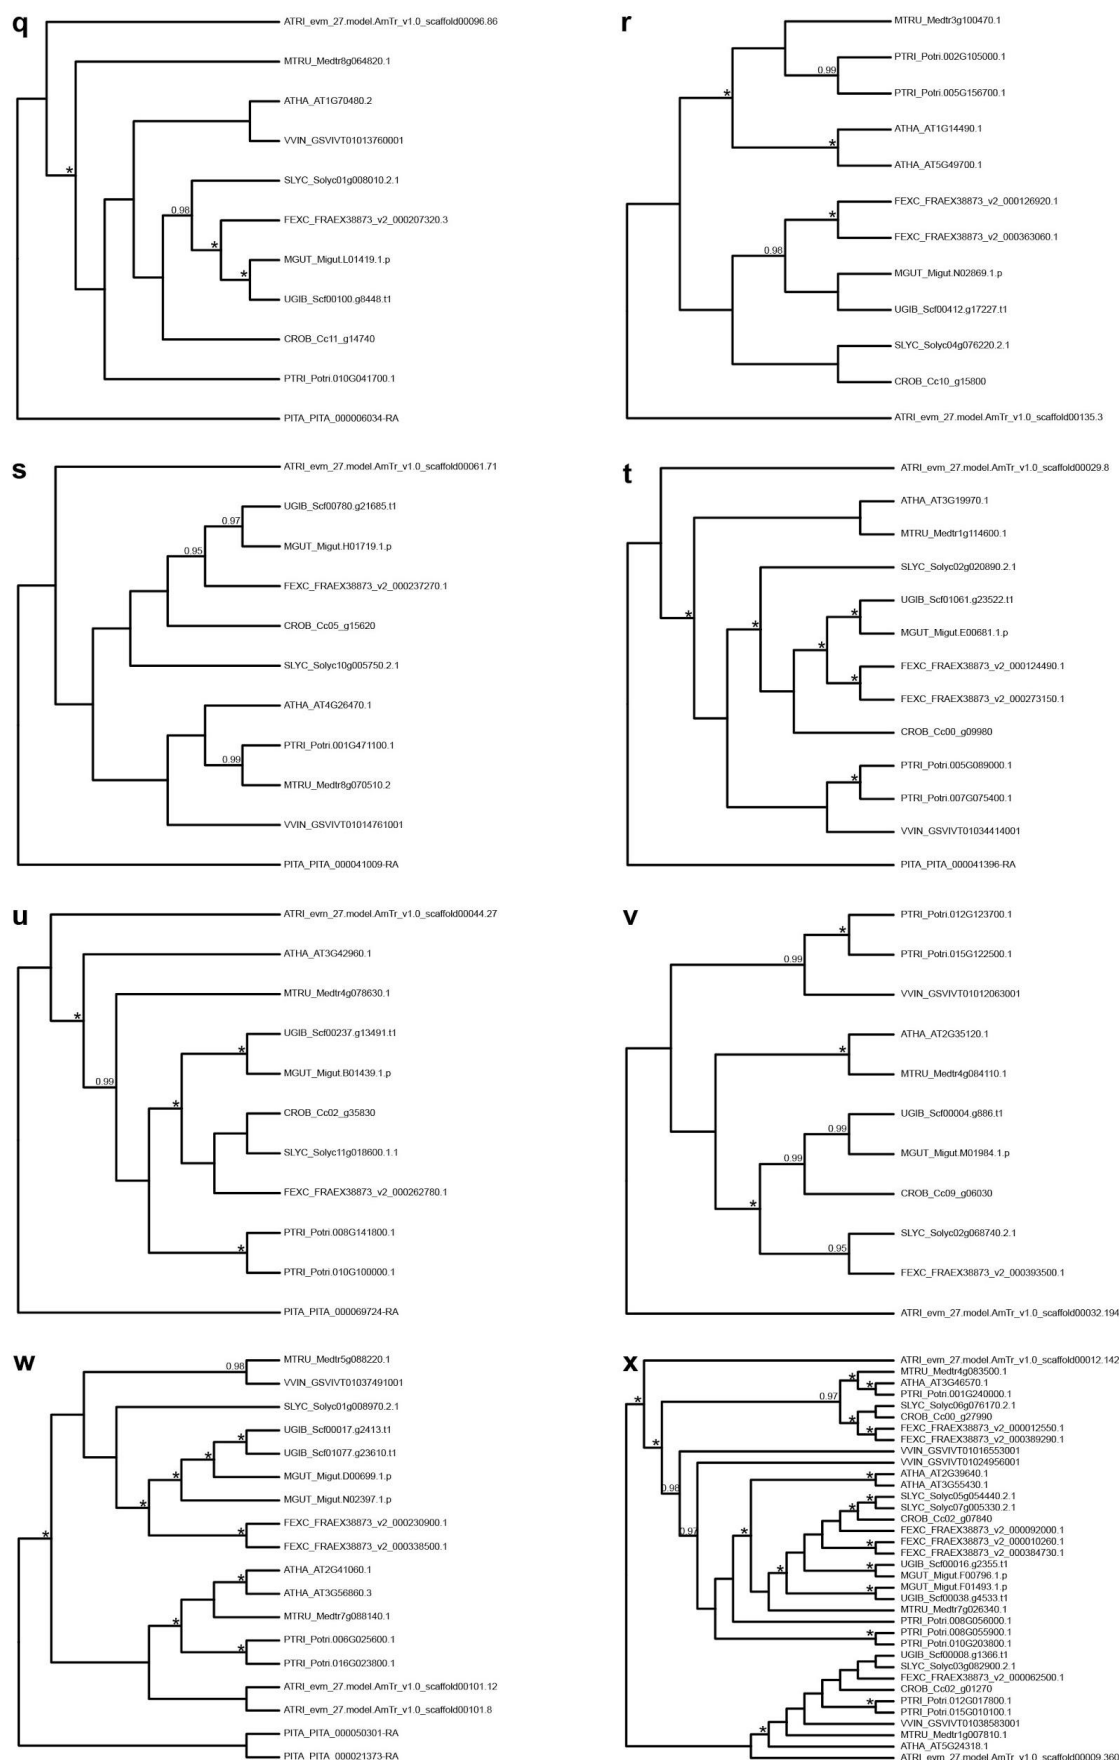 q
ATRI_evm_27.model.AmTr_v1.0_scaffold00096.86
MTRU_Medtr8g064820.1
*
ATHA_AT1G70480.2
VVIN_GSVIVT01013760001
SLYC_Solyc01g008010.2.1
0.98
FEXC_FRAEX38873_v2_000207320.3
*
MGUT_Migut.L01419.1.p
*
UGIB_Scf00100.g8448.t1
CROB_Cc11_g14740
PTRI_Potri.010G041700.1
PITA_PITA_000006034-RA
r
MTRU_Medtr3g100470.1
PTRI_Potri.002G105000.1
0.99
PTRI_Potri.005G156700.1
*
ATHA_AT1G14490.1
*
ATHA_AT5G49700.1
FEXC_FRAEX38873_v2_000126920.1
*
FEXC_FRAEX38873_v2_000363060.1
0.98
MGUT_Migut.N02869.1.p
UGIB_Scf00412.g17227.t1
SLYC_Solyc04g076220.2.1
CROB_Cc10_g15800
ATRI_evm_27.model.AmTr_v1.0_scaffold00135.3
s
ATRI_evm_27.model.AmTr_v1.0_scaffold00061.71
UGIB_Scf00780.g21685.t1
0.97
MGUT_Migut.H01719.1.p
0.95
FEXC_FRAEX38873_v2_000237270.1
CROB_Cc05_g15620
SLYC_Solyc10g005750.2.1
ATHA_AT4G26470.1
PTRI_Potri.001G471100.1
0.99
MTRU_Medtr8g070510.2
VVIN_GSVIVT01014761001
PITA_PITA_000041009-RA
t
ATRI_evm_27.model.AmTr_v1.0_scaffold00029.8
ATHA_AT3G19970.1
MTRU_Medtr1g114600.1
SLYC_Solyc02g020890.2.1
UGIB_Scf01061.g23522.t1
*
*
*
MGUT_Migut.E00681.1.p
*
FEXC_FRAEX38873_v2_000124490.1
*
FEXC_FRAEX38873_v2_000273150.1
CROB_Cc00_g09980
PTRI_Potri.005G089000.1
*
PTRI_Potri.007G075400.1
VVIN_GSVIVT01034414001
PITA_PITA_000041396-RA
u
ATRI_evm_27.model.AmTr_v1.0_scaffold00044.27
ATHA_AT3G42960.1
MTRU_Medtr4g078630.1
*
UGIB_Scf00237.g13491.t1
*
MGUT_Migut.B01439.1.p
0.99
*
CROB_Cc02_g35830
SLYC_Solyc11g018600.1.1
FEXC_FRAEX38873_v2_000262780.1
PTRI_Potri.008G141800.1
*
PTRI_Potri.010G100000.1
PITA_PITA_000069724-RA
v
PTRI_Potri.012G123700.1
*
PTRI_Potri.015G122500.1
0.99
VVIN_GSVIVT01012063001
ATHA_AT2G35120.1
*
MTRU_Medtr4g084110.1
UGIB_Scf00004.g886.t1
0.99
MGUT_Migut.M01984.1.p
0.99
CROB_Cc09_g06030
*
SLYC_Solyc02g068740.2.1
0.95
FEXC_FRAEX38873_v2_000393500.1
ATRI_evm_27.model.AmTr_v1.0_scaffold00032.194
w
MTRU_Medtr5g088220.1
0.98
VVIN_GSVIVT01037491001
SLYC_Solyc01g008970.2.1
UGIB_Scf00017.g2413.t1
*
UGIB_Scf01077.g23610.t1
*
MGUT_Migut.D00699.1.p
*
MGUT_Migut.N02397.1.p
*
FEXC_FRAEX38873_v2_000230900.1
*
*
FEXC_FRAEX38873_v2_000338500.1
ATHA_AT2G41060.1
*
ATHA_AT3G56860.3
MTRU_Medtr7g088140.1
*
PTRI_Potri.006G025600.1
*
PTRI_Potri.016G023800.1
ATRI_evm_27.model.AmTr_v1.0_scaffold00101.12
ATRI_evm_27.model.AmTr_v1.0_scaffold00101.8
PITA_PITA_000050301-RA
PITA_PITA_000021373-RA
x
ATRI_evm_27.model.AmTr_v1.0_scaffold00012.142
MTRU_Medtr4g083500.1
*
ATHA_AT3G46570.1
*
PTRI_Potri.001G240000.1
0.97
*
SLYC_Solyc06g076170.2.1
CROB_Cc00_g27990
*
FEXC_FRAEX38873_v2_000012550.1
*
FEXC_FRAEX38873_v2_000389290.1
*
VVIN_GSVIVT01016553001
VVIN_GSVIVT01024956001
ATHA_AT2G39640.1
*
ATHA_AT3G55430.1
0.98
SLYC_Solyc05g054440.2.1
*
*
SLYC_Solyc07g005330.2.1
CROB_Cc02_g07840
FEXC_FRAEX38873_v2_000092000.1
0.97
*
FEXC_FRAEX38873_v2_000010260.1
*
FEXC_FRAEX38873_v2_000384730.1
UGIB_Scf00016.g2355.t1
*
*
MGUT_Migut.F00796.1.p
MGUT_Migut.F01493.1.p
*
UGIB_Scf00038.g4533.t1
MTRU_Medtr7g026340.1
PTRI_Potri.008G056000.1
PTRI_Potri.008G055900.1
*
PTRI_Potri.010G203800.1
UGIB_Scf00008.g1366.t1
SLYC_Solyc03g082900.2.1
FEXC_FRAEX38873_v2_000062500.1
CROB_Cc02_g01270
PTRI_Potri.012G017800.1
*
PTRI_Potri.015G010100.1
VVIN_GSVIVT01038583001
*
MTRU_Medtr1g007810.1
ATHA_AT5G24318.1
ATRI_evm_27.model.AmTr_v1.0_scaffold00009.360